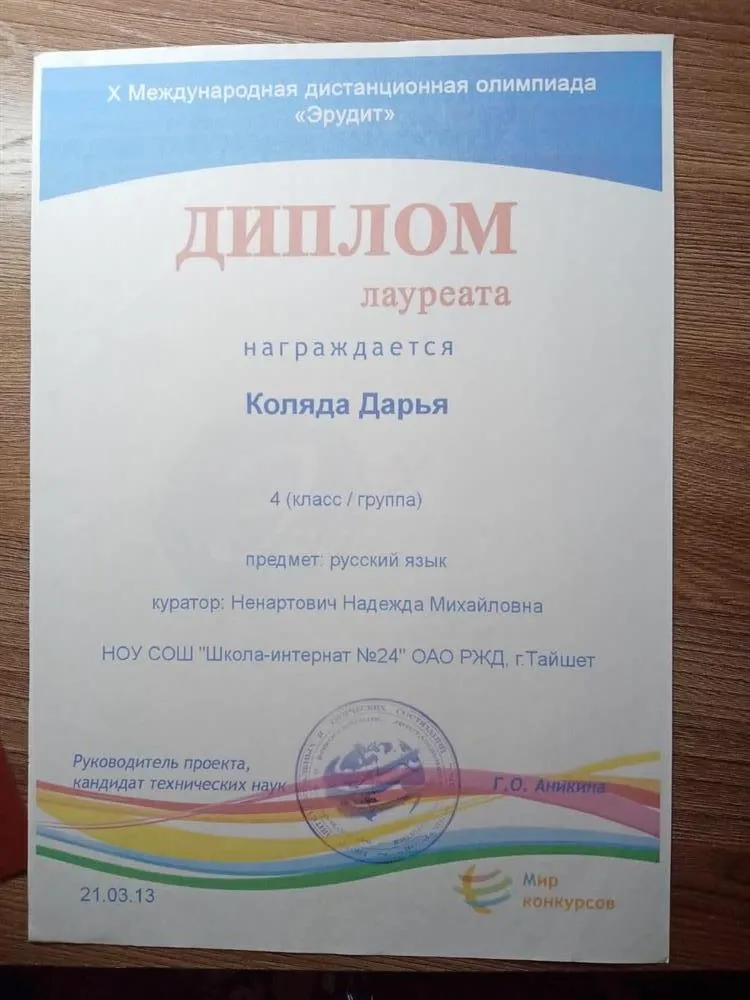 X Международная дистанционная олимпиада
«Эрудит»
ДИПЛОМ
лауреата
награждается
Коляда Дарья
4 (класс / группа)
предмет: русский язык
куратор: Ненартович Надежда Михайловна
НОУ СОШ "Школа-интернат №24" ОАО РЖД, г.Тайшет
Руководитель проекта,
кандидат технических наук
Г.О. Аникина
21.03.13
Мир
конкурсов